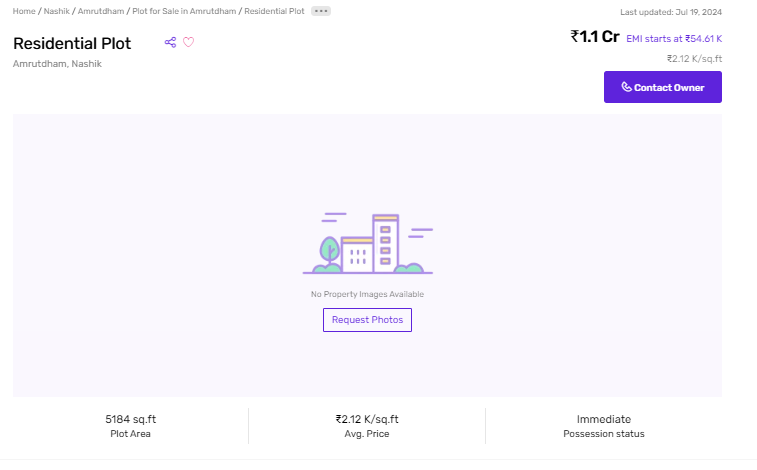 Home / Nashik / Amrutdham / Plot for Sale in Amrutdham / Residential Plot
Last updated: Jul 19, 2024
Residential Plot
₹1.1 Cr EMI starts at ₹54.61 K
Amrutdham, Nashik
₹2.12 K/sq.ft
Contact Owner
No Property Images Available
Request Photos
5184 sq.ft
Plot Area
₹2.12 K/sq.ft
Avg. Price
Immediate
Possession status